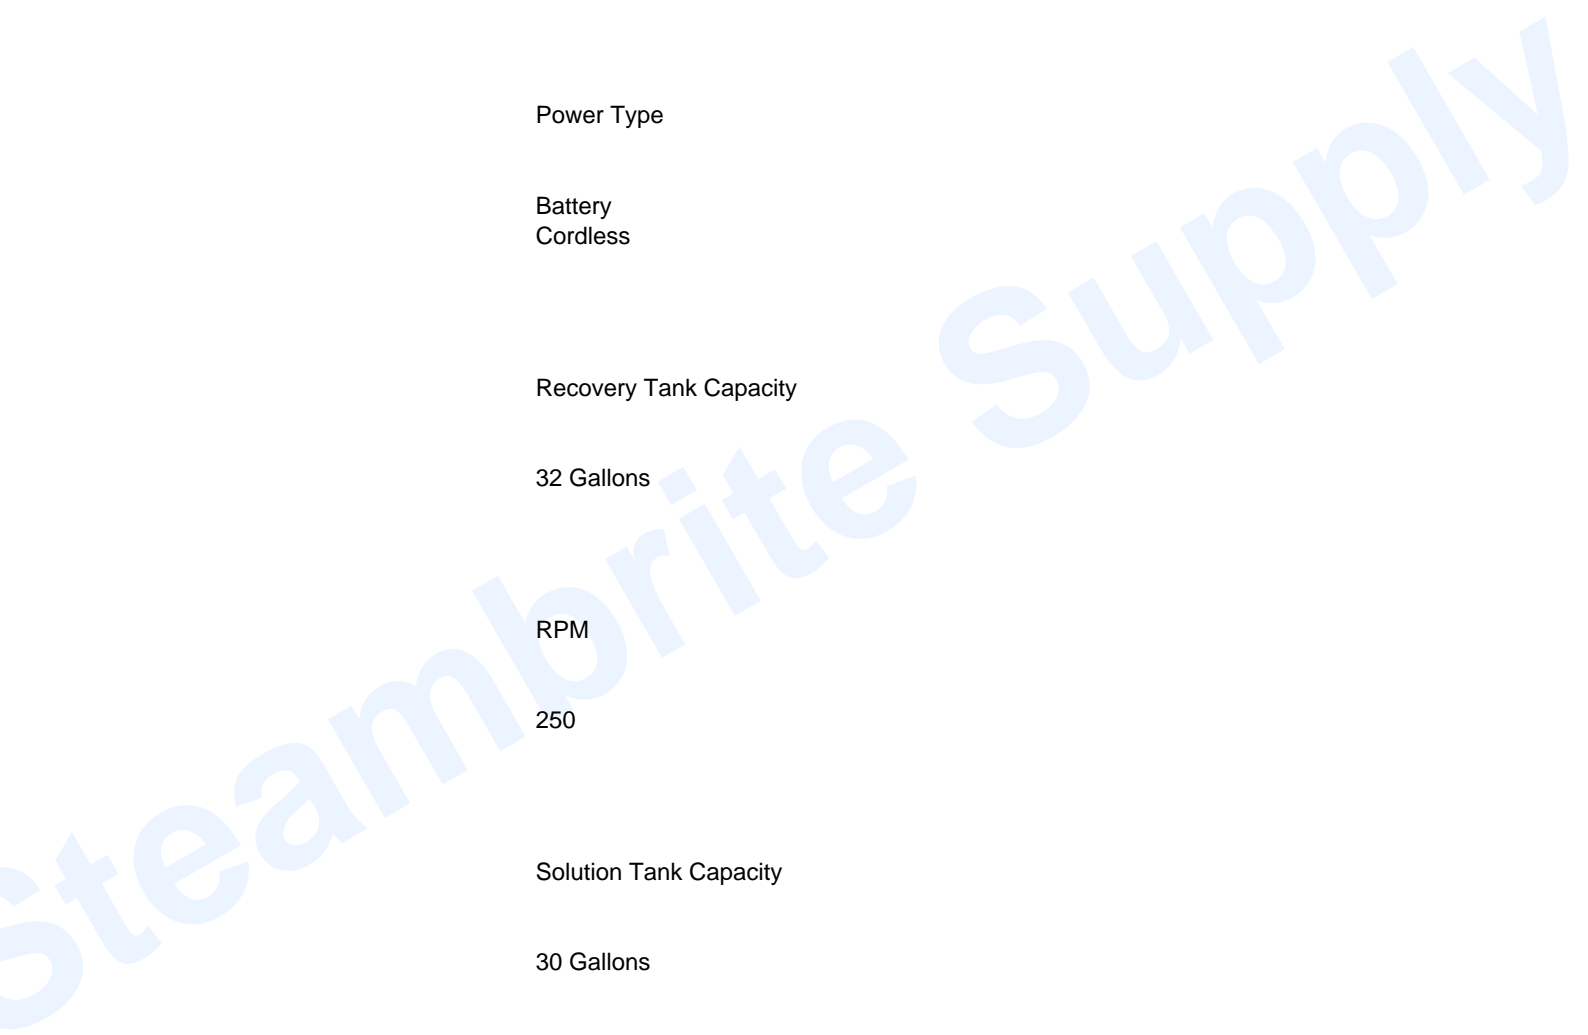 Power Type
Battery
Cordless
Recovery Tank Capacity
32 Gallons
RPM
250
Solution Tank Capacity
30 Gallons
Steambrite Supply